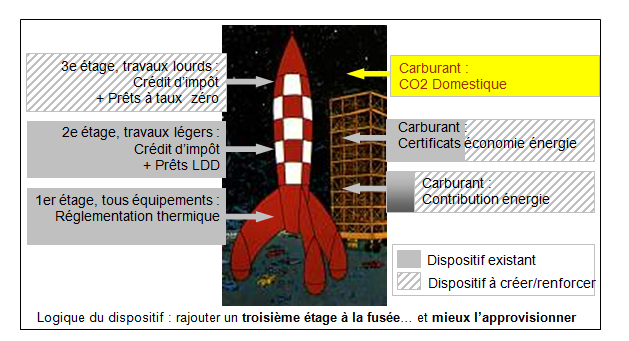 3e étage, travaux lourds :
Crédit d'impôt
+ Prêts à taux zéro
2e étage, travaux légers :
Crédit d'impôt
+ Prêts LDD
1er étage, tous équipements :
Réglementation thermique
Carburant :
CO2 Domestique
Carburant :
Certificats économie énergie
Carburant :
Contribution énergie
Dispositif existant
Dispositif à créer/renforcer
Logique du dispositif : rajouter un troisième étage à la fusée… et mieux l'approvisionner